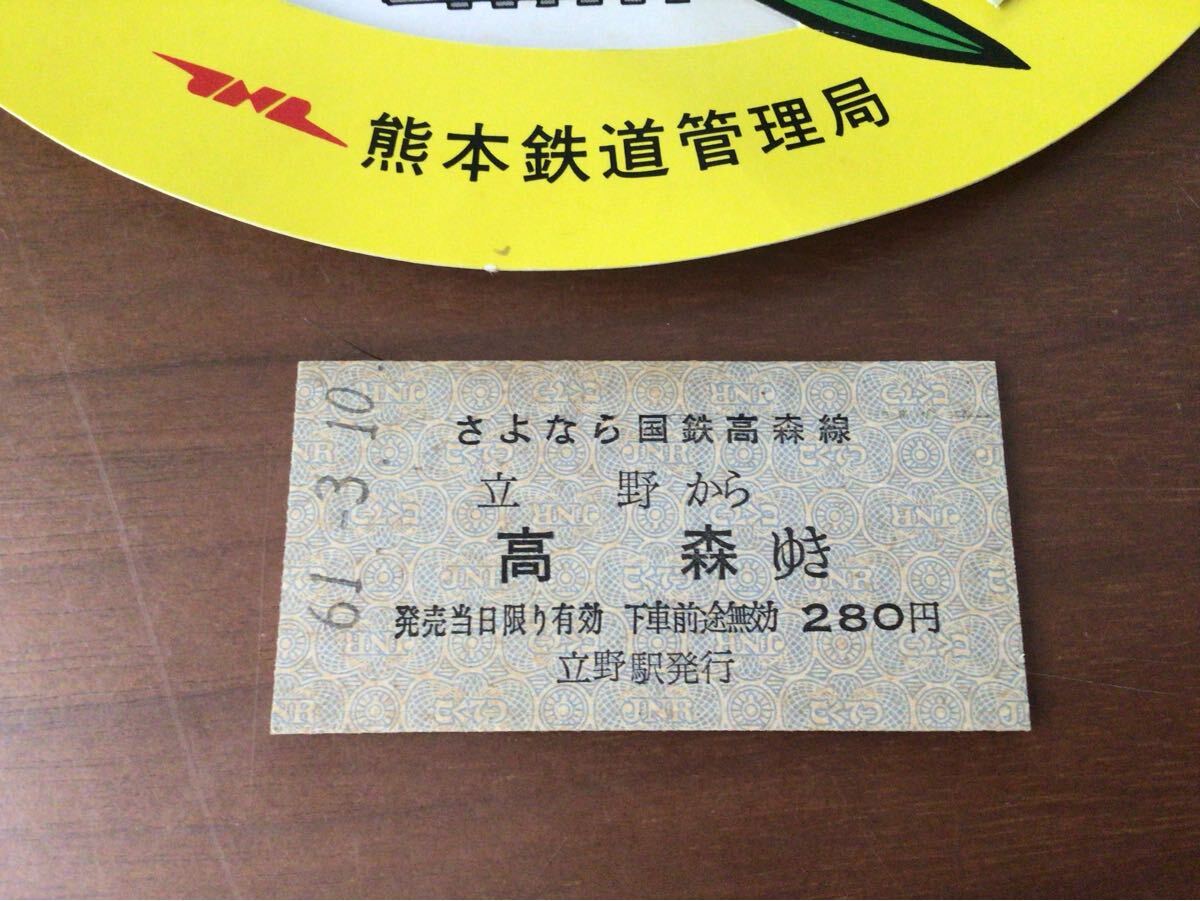 JNR
熊本鉄道管理局
61.-3.10
さよなら国鉄高森線
立野から
高森ゆき
発売当日限り有効 下車前途無効 280円
立野駅発行